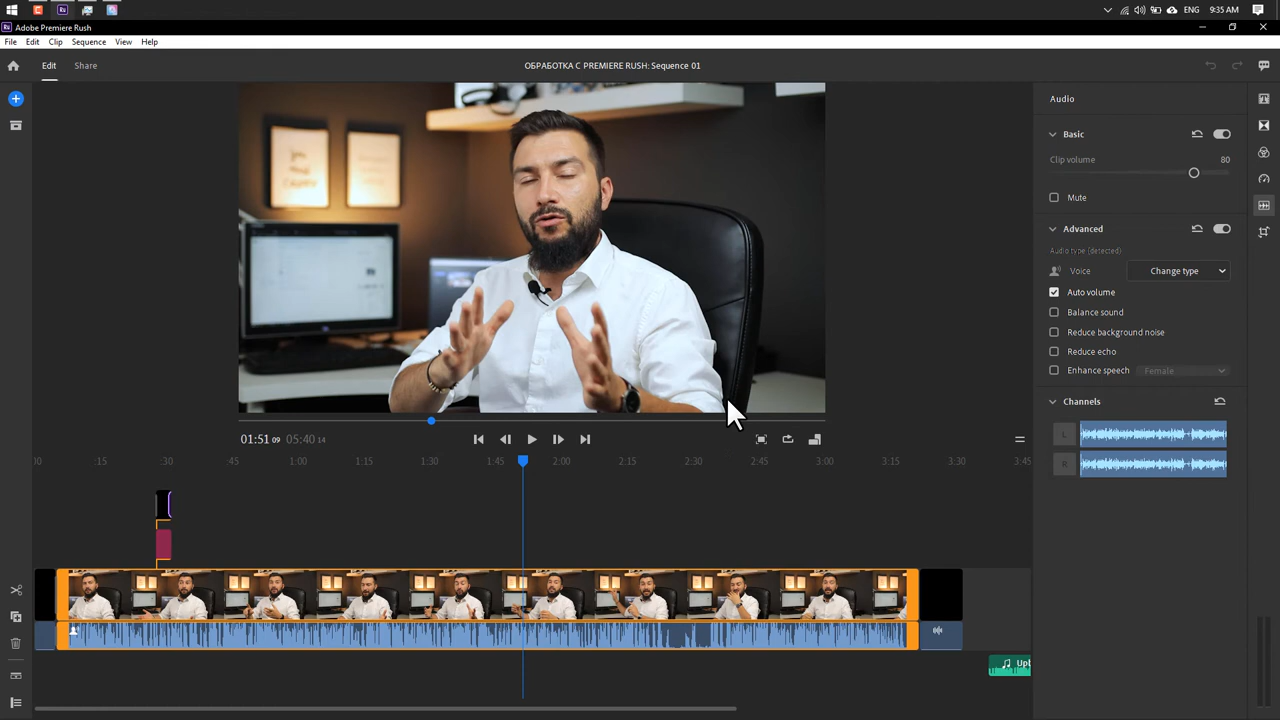 ENG 9:35 AM
Adobe Premiere Rush
File Edit Clip Sequence View Help
Edit Share ОБРАБОТКА С PREMIERE RUSH: Sequence 01
Audio
Basic
Clip volume 80
Mute
Advanced
Audio type (detected)
Voice Change type
Auto volume
Balance sound
Reduce background noise
Reduce echo
Enhance speech Female
Channels
L
R
01:51 09 05:40 14
:00 :15 :30 :45 1:00 1:15 1:30 1:45 2:00 2:15 2:30 2:45 3:00 3:15 3:30 3:45
Upb